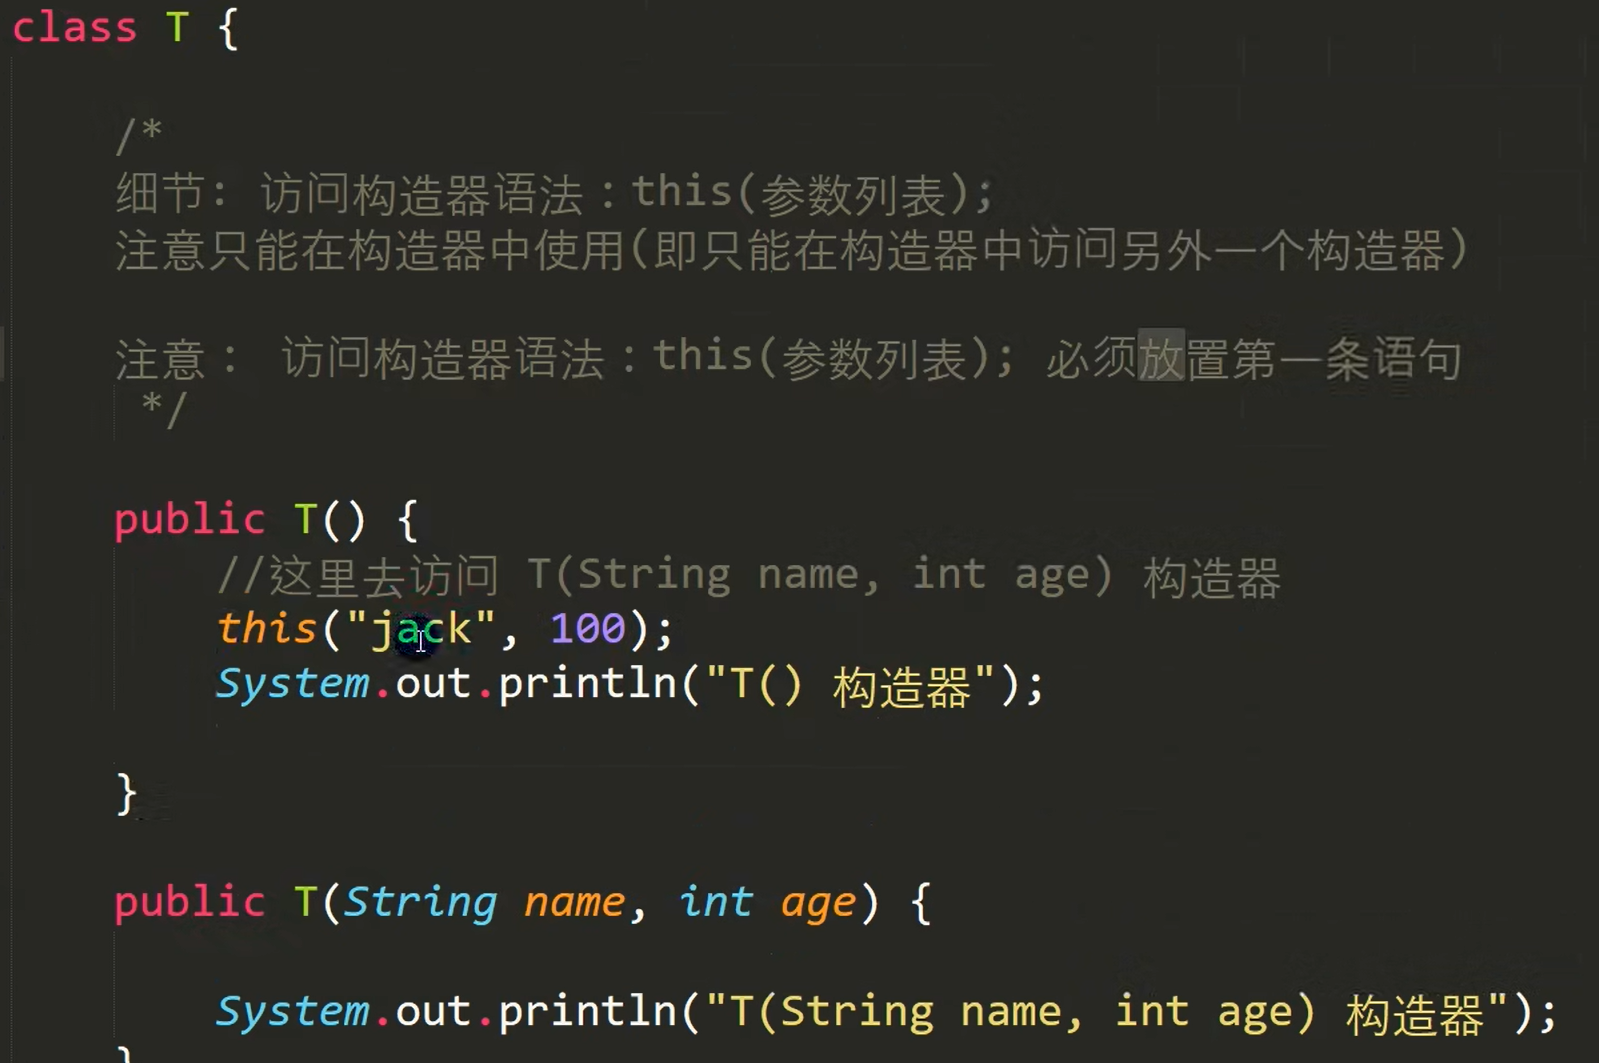 class T {
/*
细节: 访问构造器语法：this(参数列表);
注意只能在构造器中使用(即只能在构造器中访问另外一个构造器)
注意： 访问构造器语法：this(参数列表); 必须放置第一条语句
*/
public T() {
//这里去访问 T(String name, int age) 构造器
this("jack", 100);
System.out.println("T() 构造器");
}
public T(String name, int age) {
System.out.println("T(String name, int age) 构造器");
}